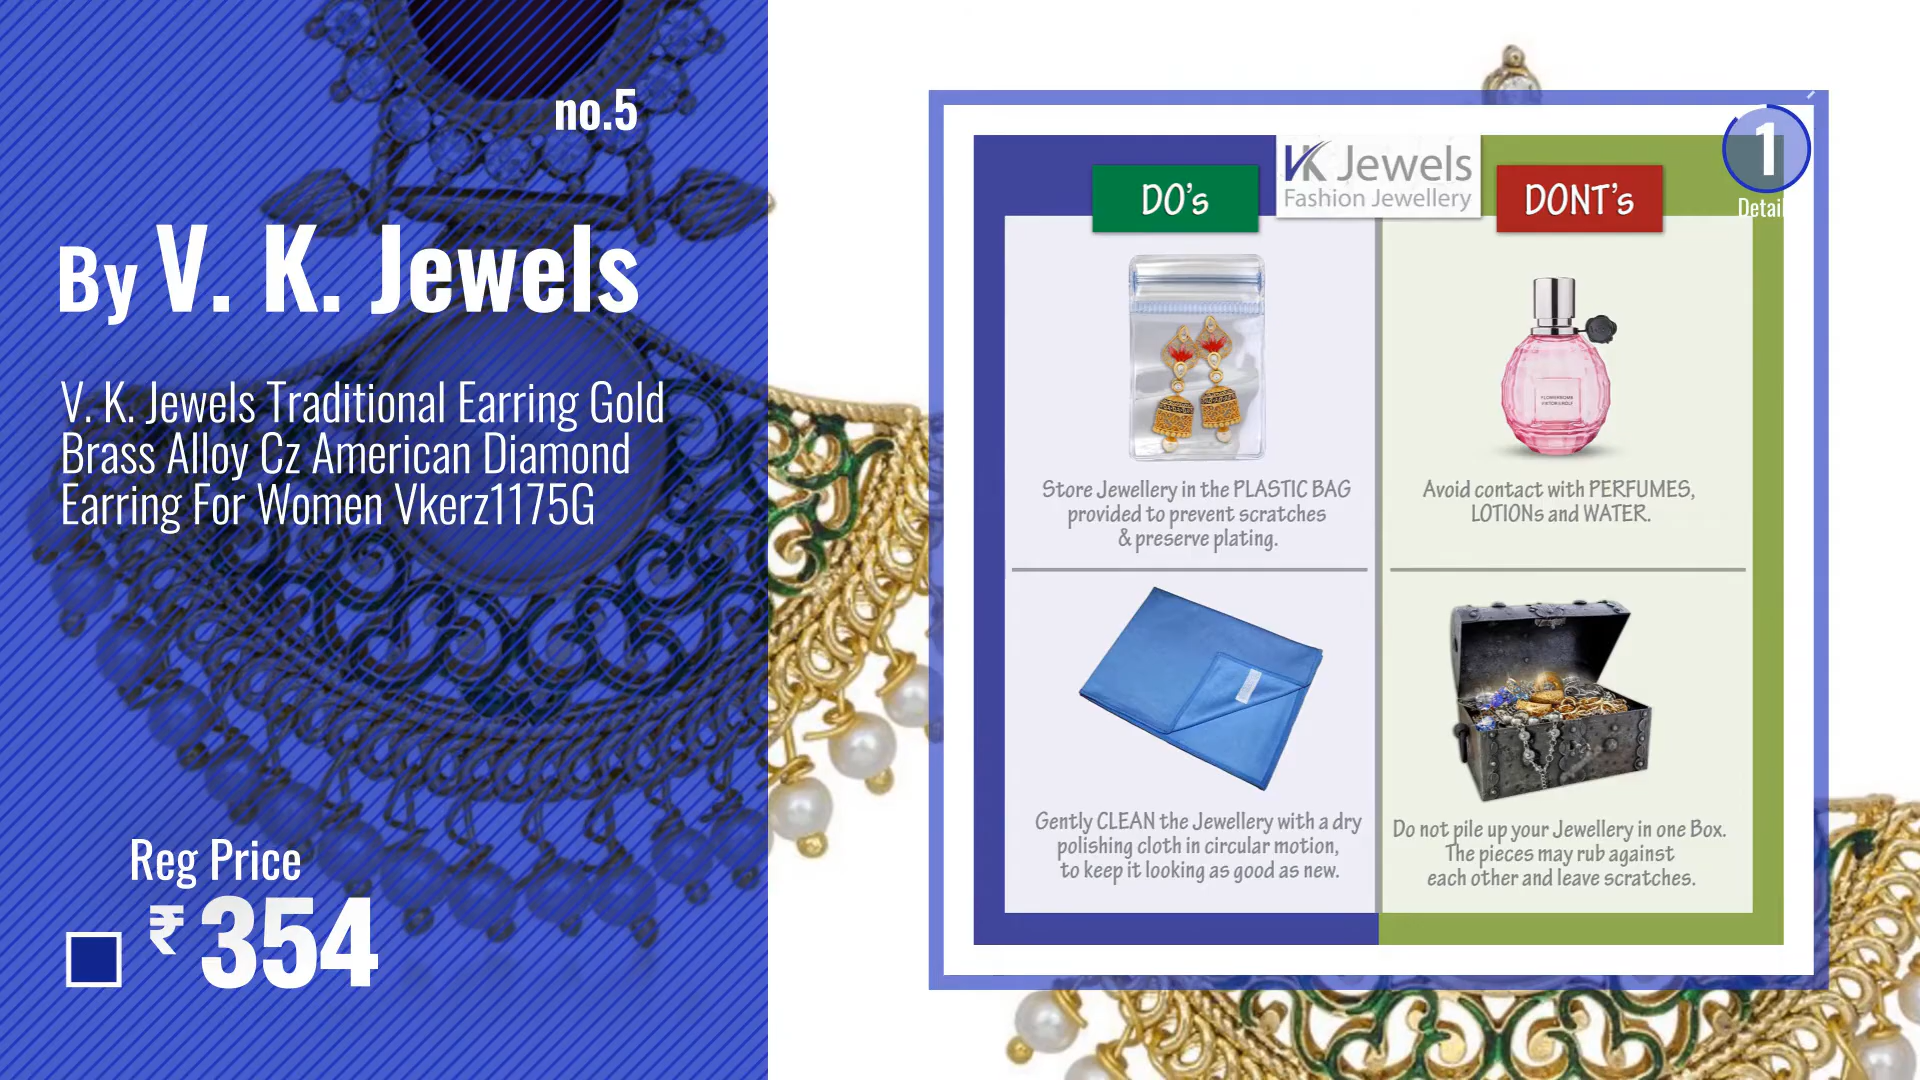 no.5
By V. K. Jewels
V. K. Jewels Traditional Earring Gold
Brass Alloy Cz American Diamond
Earring For Women Vkerz1175G
Reg Price
₹354
VK Jewels
Fashion Jewellery
DO's
DONT's
1
Detail
Store Jewellery in the PLASTIC BAG
provided to prevent scratches
& preserve plating.
Avoid contact with PERFUMES,
LOTIONs and WATER.
FLOWERBOMB
VIKTOR&ROLF
Gently CLEAN the Jewellery with a dry
polishing cloth in circular motion,
to keep it looking as good as new.
Do not pile up your Jewellery in one Box.
The pieces may rub against
each other and leave scratches.